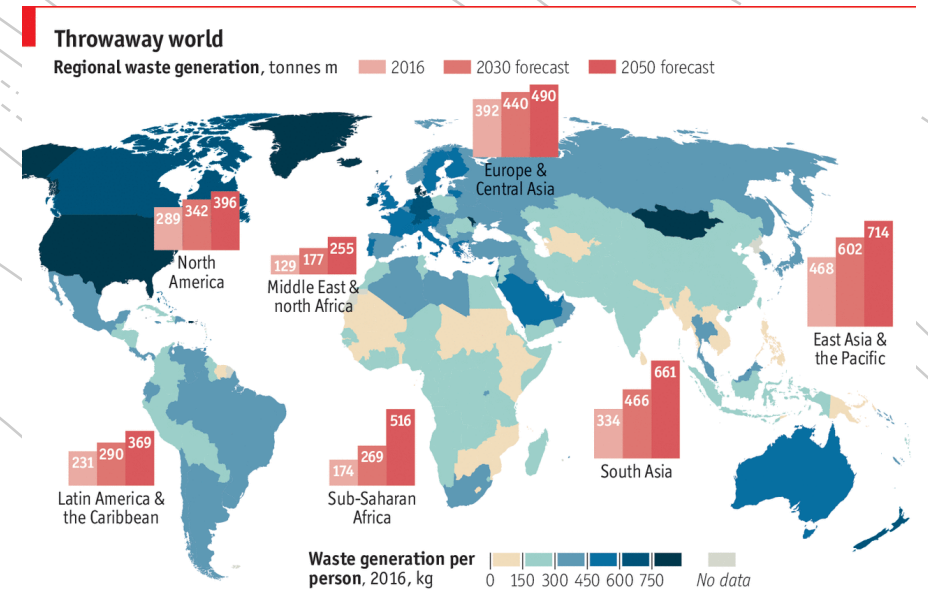 Throwaway world
Regional waste generation, tonnes m 2016 2030 forecast 2050 forecast
392 440 490
Europe &
Central Asia
289 342 396
North
America
129 177 255
Middle East &
north Africa
468 602 714
East Asia &
the Pacific
334 466 661
South Asia
231 290 369
Latin America &
the Caribbean
174 269 516
Sub-Saharan
Africa
Waste generation per
person, 2016, kg
0 150 300 450 600 750 No data